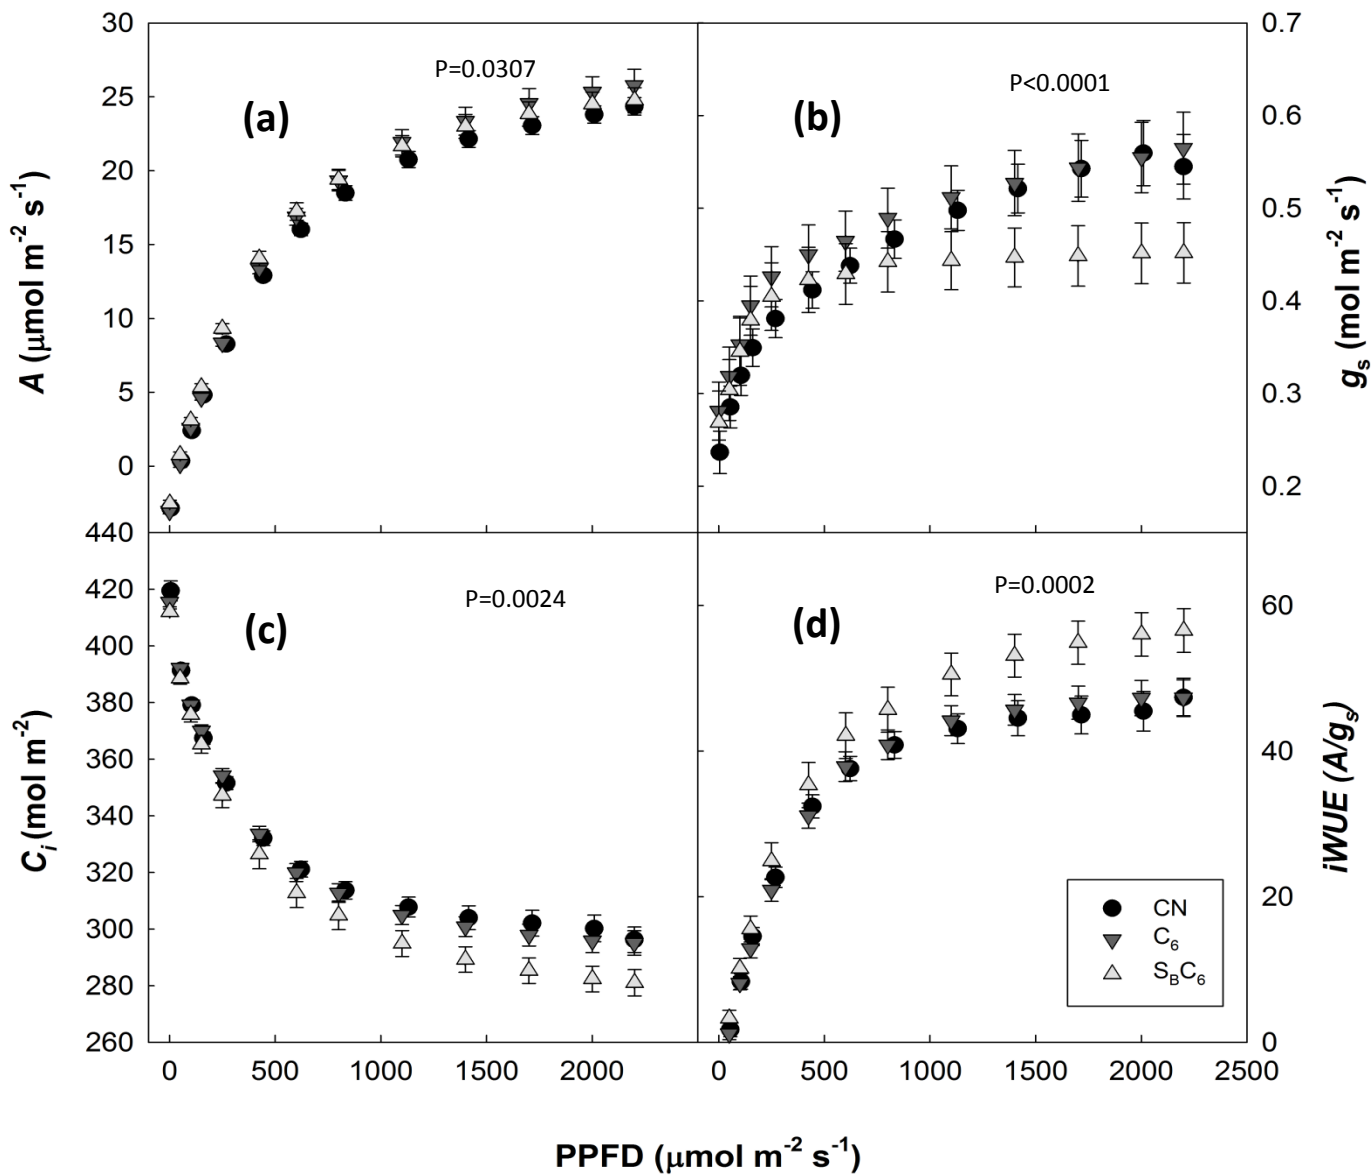 30
25
20
15
10
5
0
A (μmol m⁻² s⁻¹)
(a)
P=0.0307
0.7
0.6
0.5
0.4
0.3
0.2
gₛ (mol m⁻² s⁻¹)
(b)
P<0.0001
440
420
400
380
360
340
320
300
280
260
Cᵢ (mol m⁻²)
(c)
P=0.0024
0
500
1000
1500
2000
60
40
20
0
iWUE (A/gₛ)
(d)
P=0.0002
CN
C₆
S_BC₆
0
500
1000
1500
2000
2500
PPFD (μmol m⁻² s⁻¹)